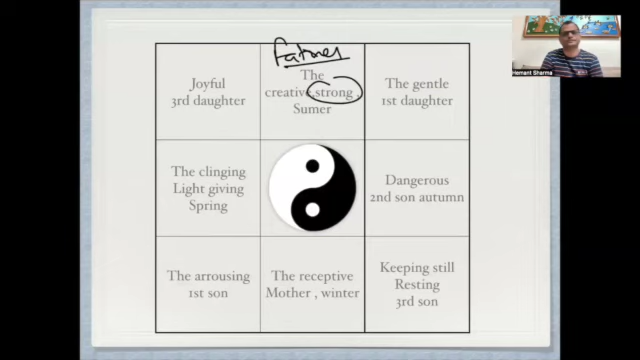 Father
Joyful
3rd daughter
The
creative,strong ,
Sumer
The gentle
1st daughter
The clinging
Light giving
Spring
Dangerous
2nd son autumn
The arrousing
1st son
The receptive
Mother , winter
Keeping still
Resting
3rd son
Hemant Sharma